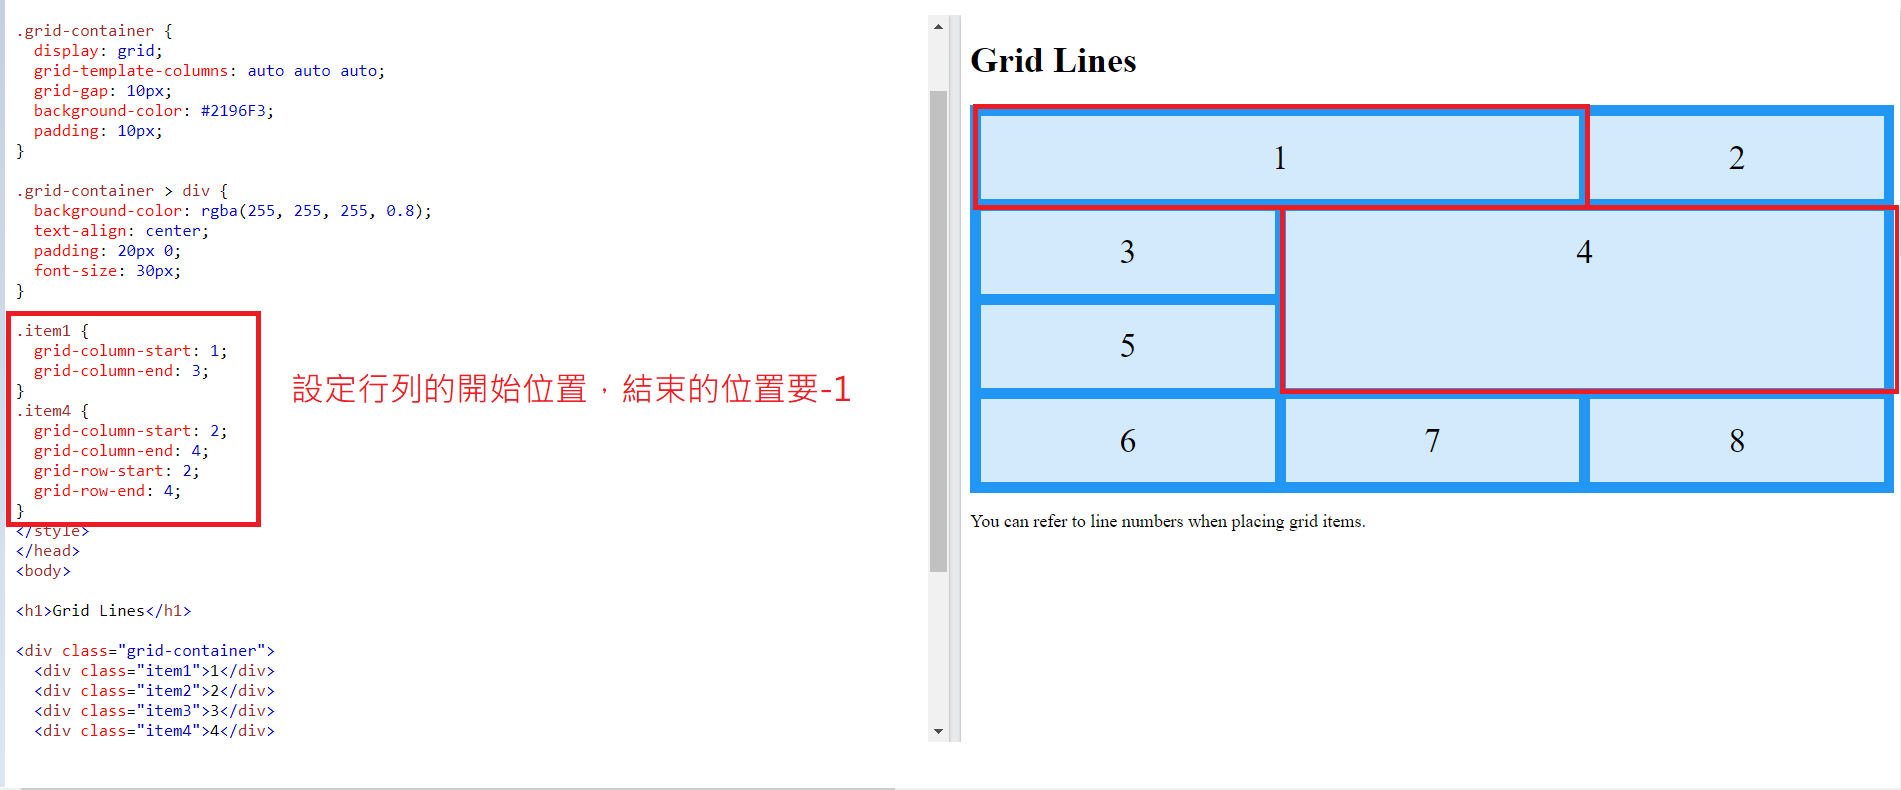 .grid-container {
  display: grid;
  grid-template-columns: auto auto auto;
  grid-gap: 10px;
  background-color: #2196F3;
  padding: 10px;
}
.grid-container > div {
  background-color: rgba(255, 255, 255, 0.8);
  text-align: center;
  padding: 20px 0;
  font-size: 30px;
}
.item1 {
  grid-column-start: 1;
  grid-column-end: 3;
}
.item4 {
  grid-column-start: 2;
  grid-column-end: 4;
  grid-row-start: 2;
  grid-row-end: 4;
}
</style>
</head>
<body>
<h1>Grid Lines</h1>
<div class="grid-container">
  <div class="item1">1</div>
  <div class="item2">2</div>
  <div class="item3">3</div>
  <div class="item4">4</div>
設定行列的開始位置，結束的位置要-1
Grid Lines
1
2
3
4
5
6
7
8
You can refer to line numbers when placing grid items.